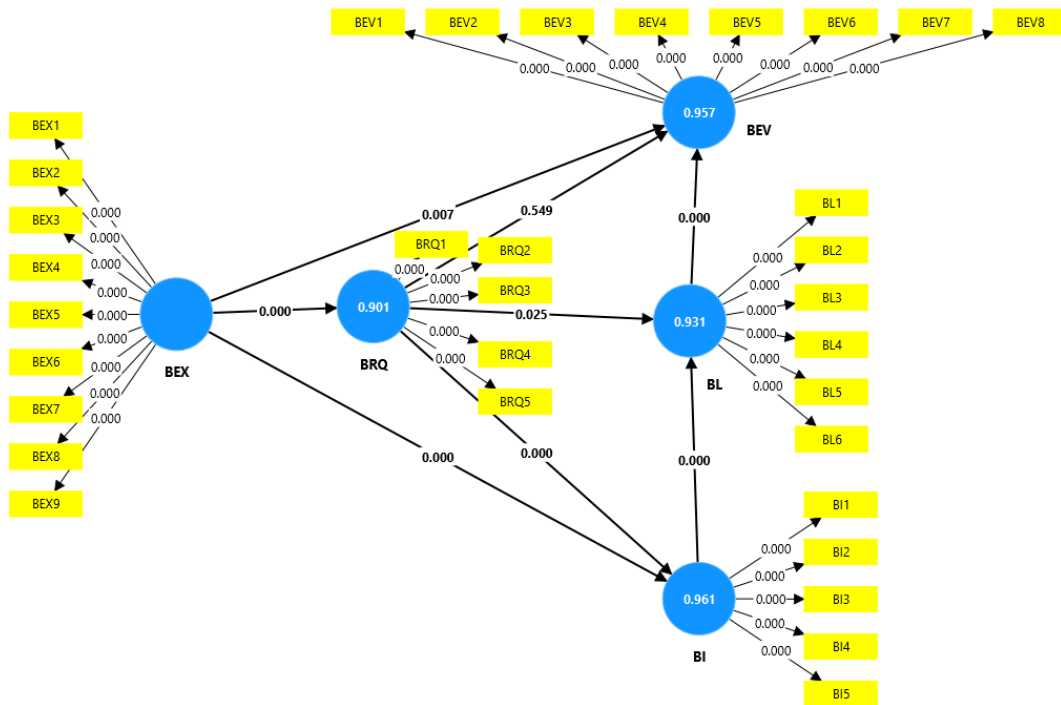 BEV1
BEV2
BEV3
BEV4
BEV5
BEV6
BEV7
BEV8
0.000
0.000
0.000
0.000
0.000
0.000
0.000
0.000
0.957
BEV
BEX1
BEX2
BEX3
BEX4
BEX5
BEX6
BEX7
BEX8
BEX9
0.000
0.000
0.000
0.000
0.000
0.000
0.000
0.000
0.000
BEX
0.007
0.549
0.000
0.000
0.025
0.000
0.000
0.000
BRQ1
BRQ2
BRQ3
BRQ4
BRQ5
0.000
0.000
0.000
0.000
0.000
0.901
BRQ
BL1
BL2
BL3
BL4
BL5
BL6
0.000
0.000
0.000
0.000
0.000
0.000
0.931
BL
0.961
BI
BI1
BI2
BI3
BI4
BI5
0.000
0.000
0.000
0.000
0.000